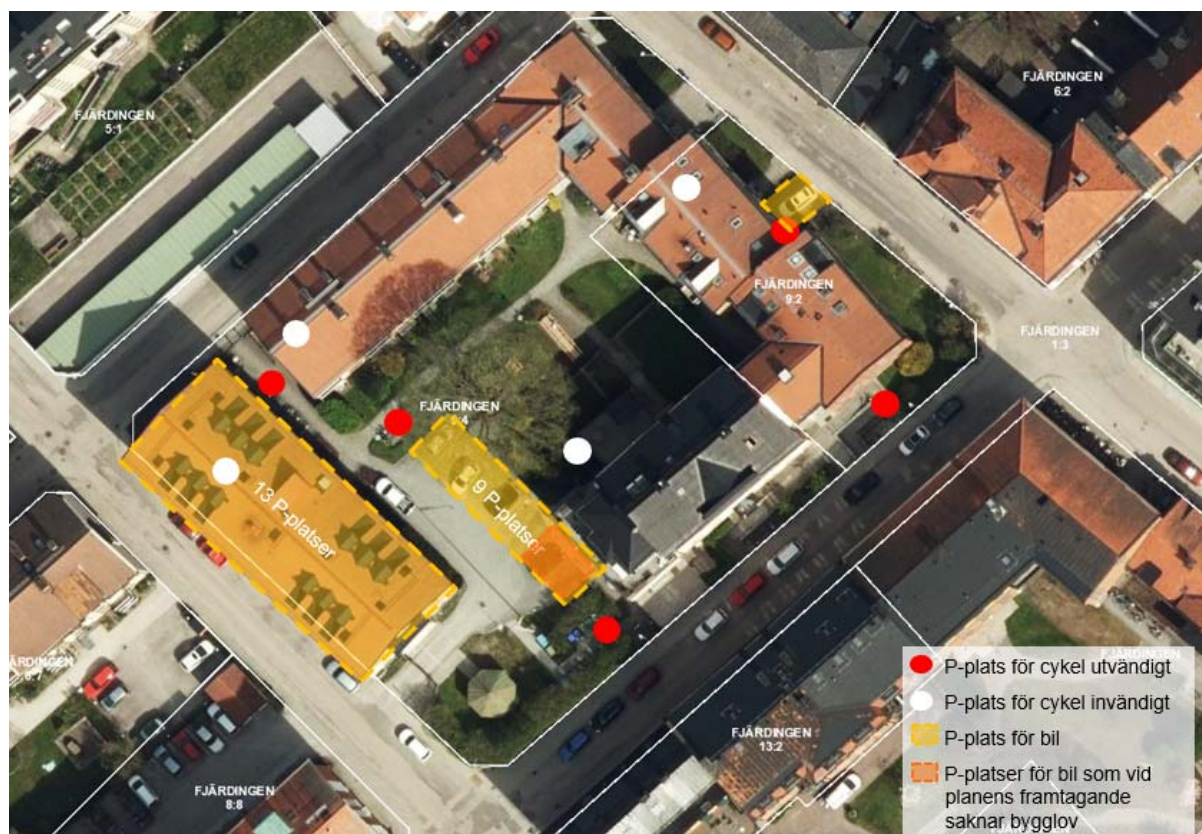 FJÄRDINGEN
6:2
FJÄRDINGEN
5:1
FJÄRDINGEN
9:2
FJÄRDINGEN
1:3
FJÄRDINGEN
13 P-platser
9 P-platser
FJÄRDINGEN
P-plats för cykel utvändigt
P-plats för cykel invändigt
P-plats för bil
P-platser för bil som vid
planens framtagande
saknar bygglov
FJÄRDINGEN
13:2
FJÄRDINGEN
8:8